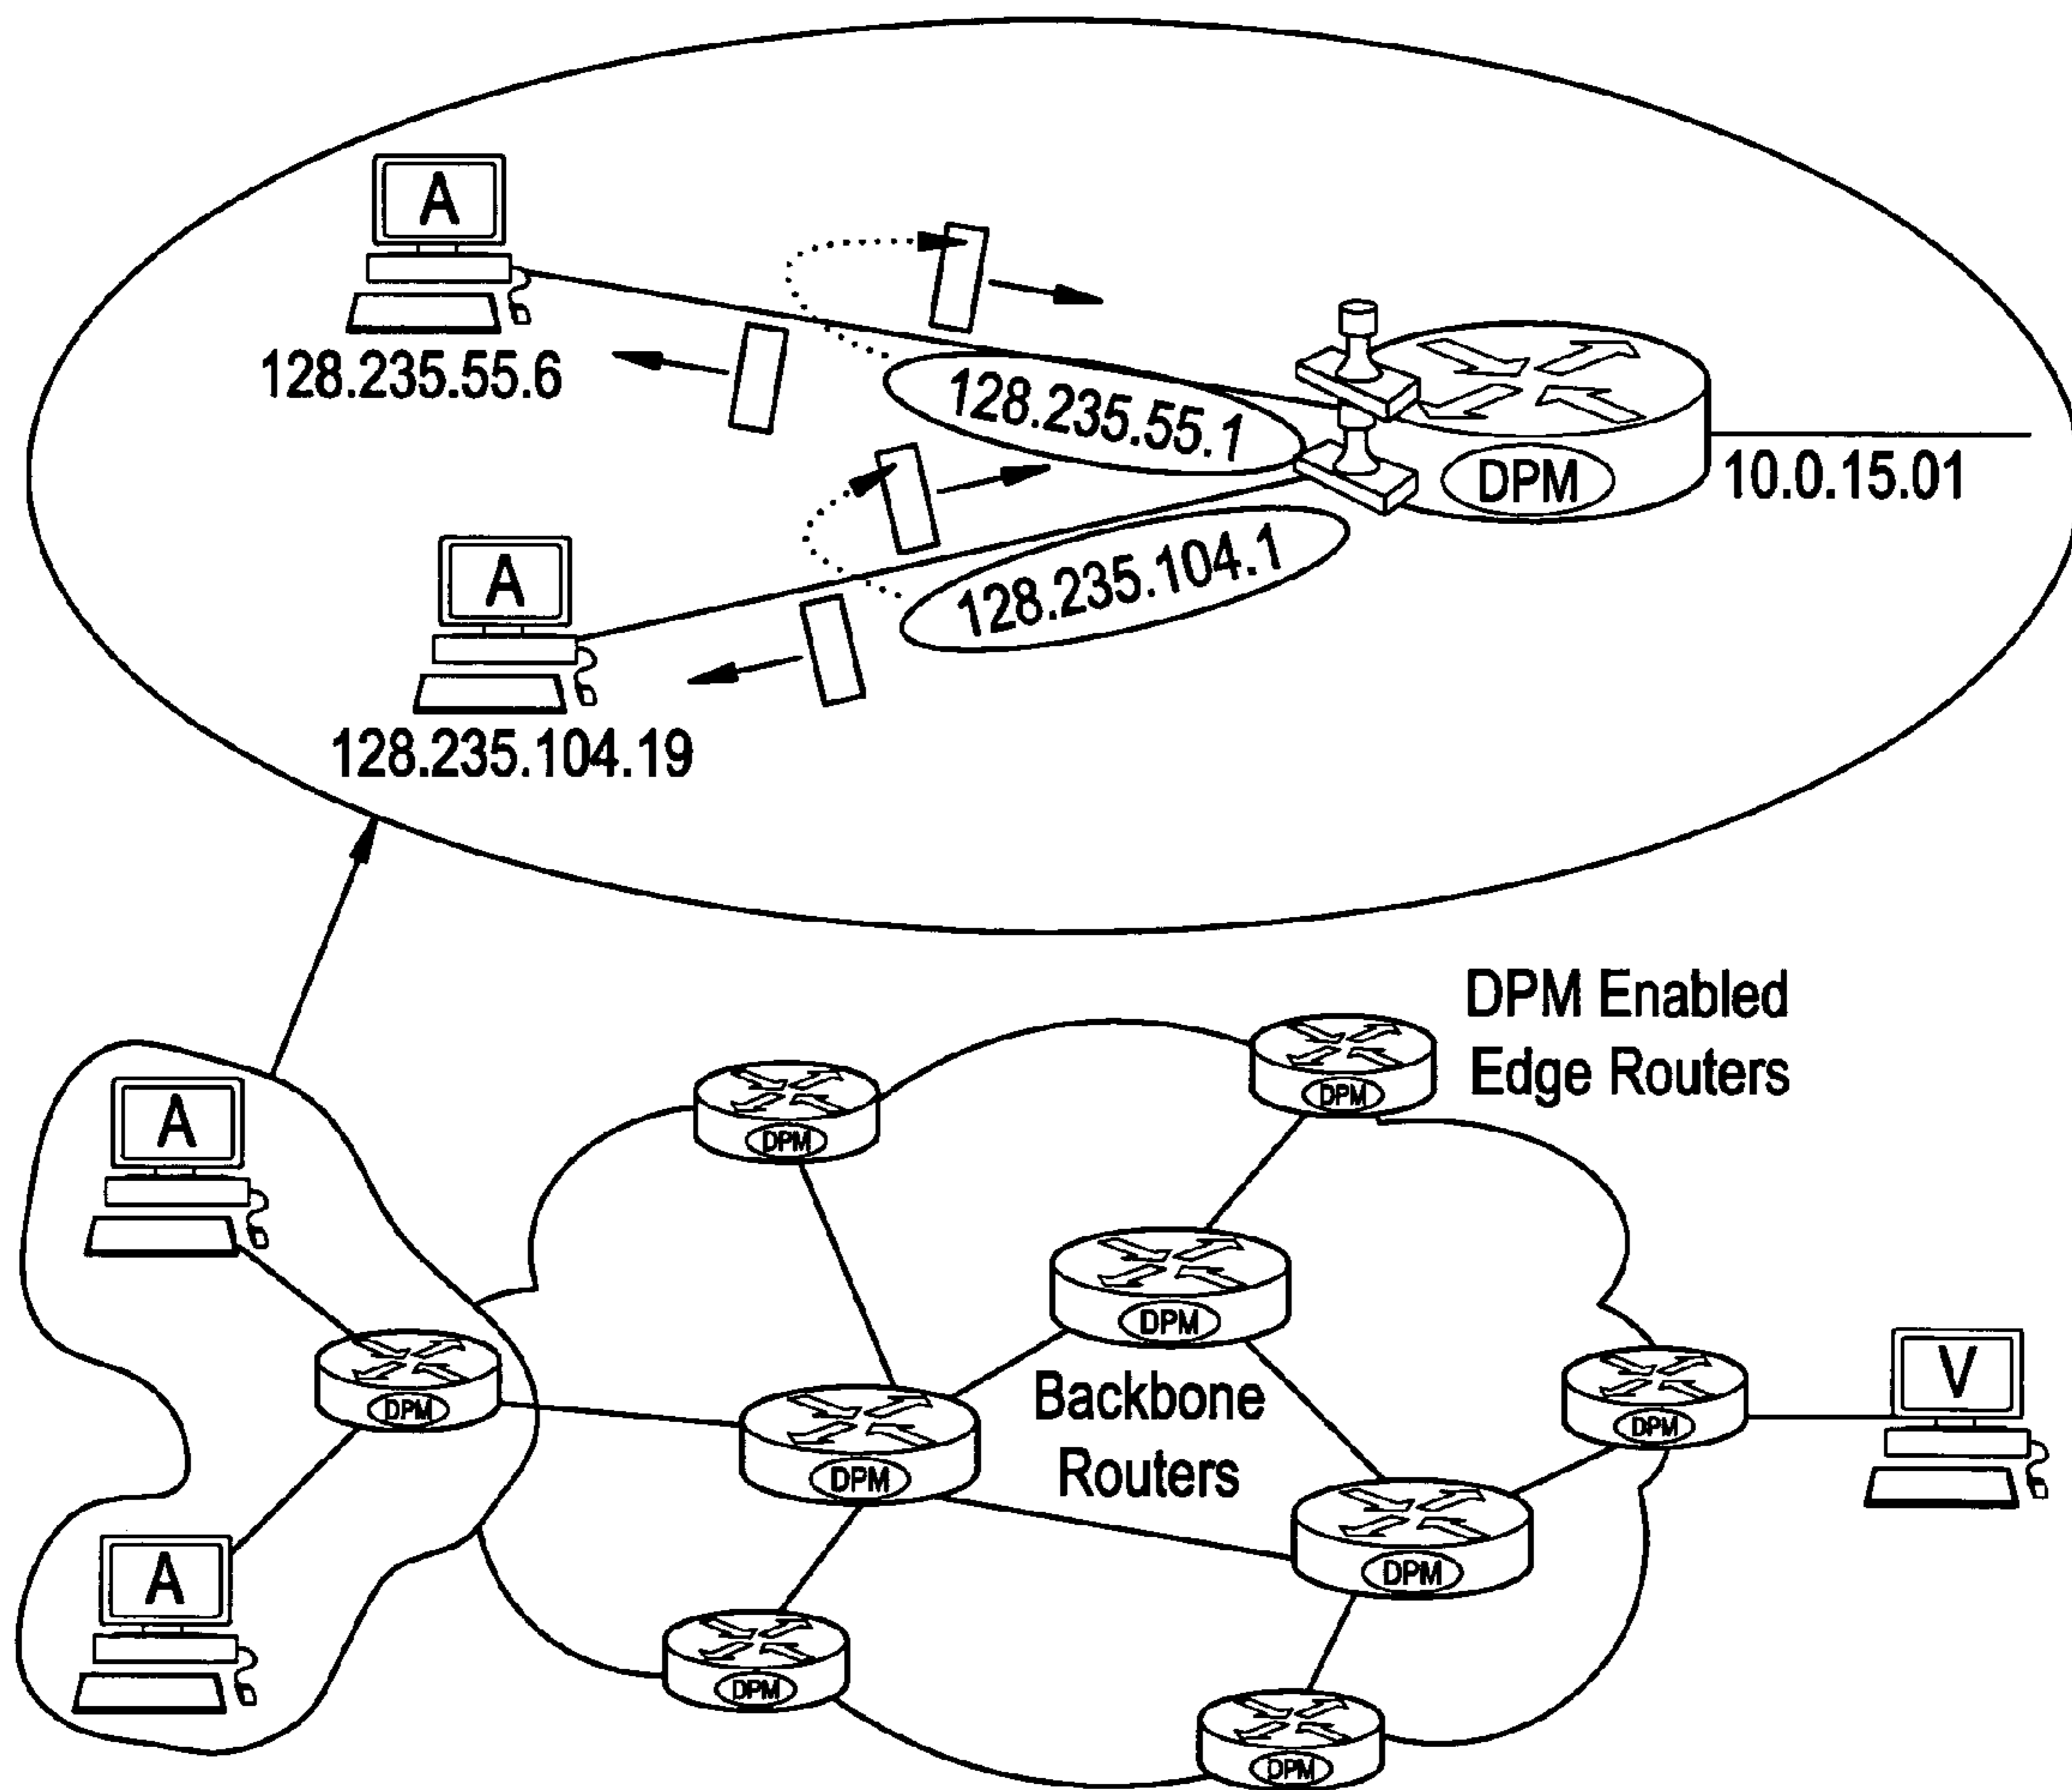 A
128.235.55.6
128.235.55.1
DPM
10.0.15.01
A
128.235.104.1
128.235.104.19
DPM Enabled
Edge Routers
DPM
DPM
A
DPM
V
DPM
Backbone
Routers
DPM
DPM
DPM
A
DPM
DPM